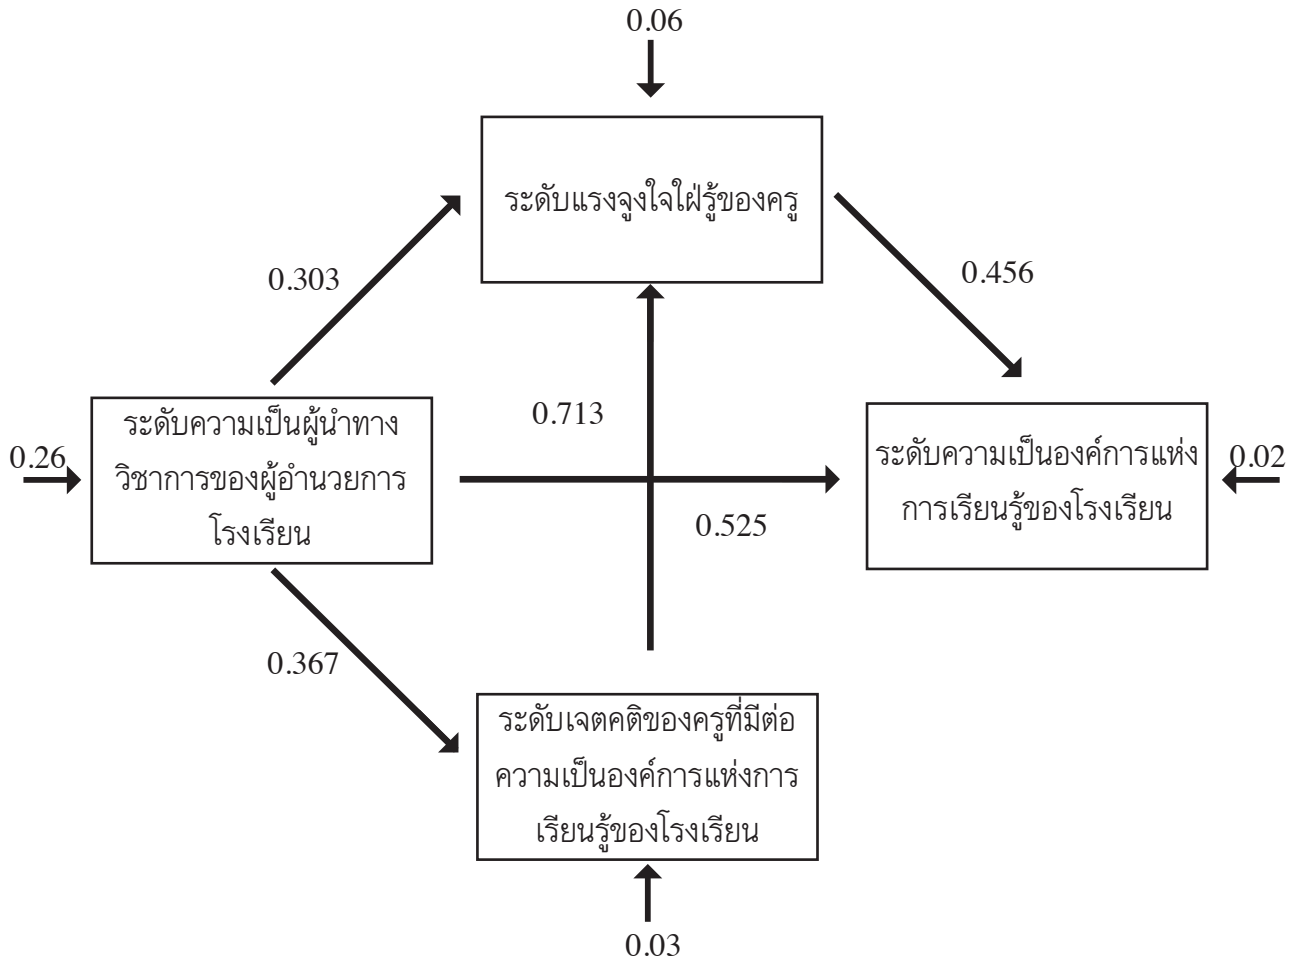 0.06
ระดับแรงจูงใจใฝ่รู้ของครู
0.303
0.456
ระดับความเป็นผู้นำทาง
วิชาการของผู้อำนวยการ
โรงเรียน
0.26
0.713
0.525
ระดับความเป็นองค์การแห่ง
การเรียนรู้ของโรงเรียน
0.02
0.367
ระดับเจตคติของครูที่มีต่อ
ความเป็นองค์การแห่งการ
เรียนรู้ของโรงเรียน
0.03